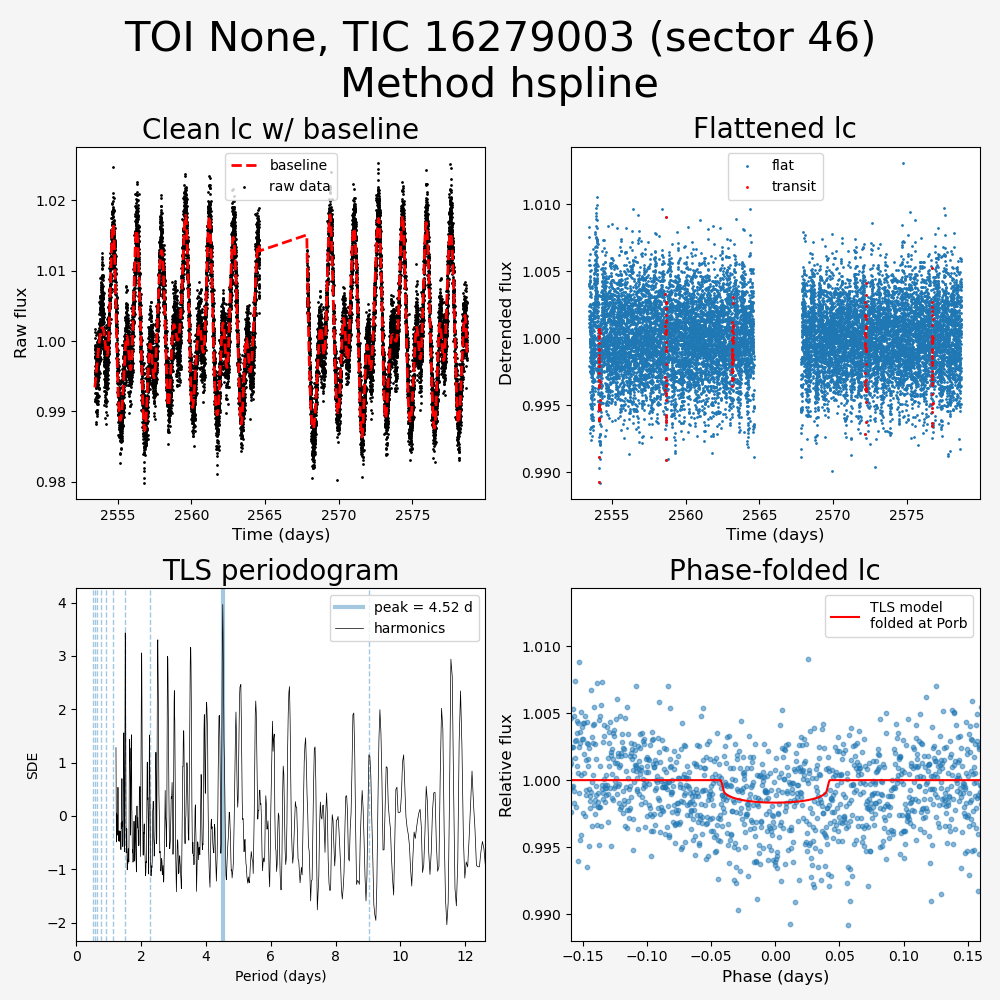 TOI None, TIC 16279003 (sector 46)
Method hspline
Clean lc w/ baseline
baseline
raw data
1.02
1.01
1.00
0.99
0.98
Raw flux
2555
2560
2565
2570
2575
Time (days)
Flattened lc
flat
transit
1.010
1.005
1.000
0.995
0.990
Detrended flux
2555
2560
2565
2570
2575
Time (days)
TLS periodogram
peak = 4.52 d
harmonics
4
3
2
1
0
−1
−2
SDE
0
2
4
6
8
10
12
Period (days)
Phase-folded lc
TLS model
folded at Porb
1.010
1.005
1.000
0.995
0.990
Relative flux
−0.15
−0.10
−0.05
0.00
0.05
0.10
0.15
Phase (days)